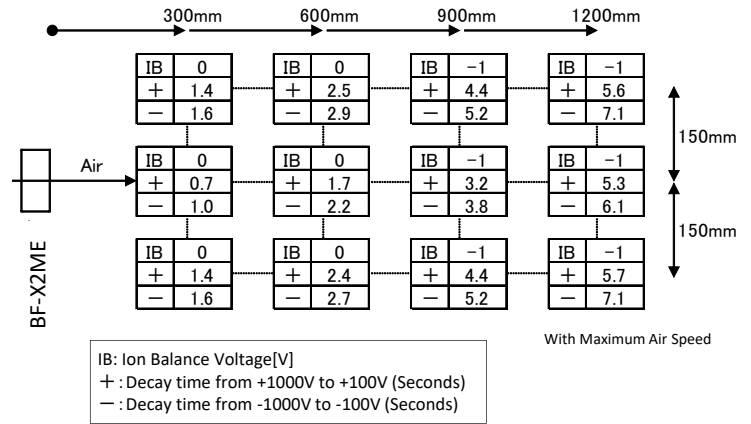 300mm 600mm 900mm 1200mm
IB 0 IB 0 IB −1 IB −1
+ 1.4 + 2.5 + 4.4 + 5.6
− 1.6 − 2.9 − 5.2 − 7.1
150mm
Air
IB 0 IB 0 IB −1 IB −1
+ 0.7 + 1.7 + 3.2 + 5.3
− 1.0 − 2.2 − 3.8 − 6.1
150mm
IB 0 IB 0 IB −1 IB −1
+ 1.4 + 2.4 + 4.4 + 5.7
− 1.6 − 2.7 − 5.2 − 7.1
BF-X2ME
With Maximum Air Speed
IB: Ion Balance Voltage[V]
+ : Decay time from +1000V to +100V (Seconds)
− : Decay time from -1000V to -100V (Seconds)